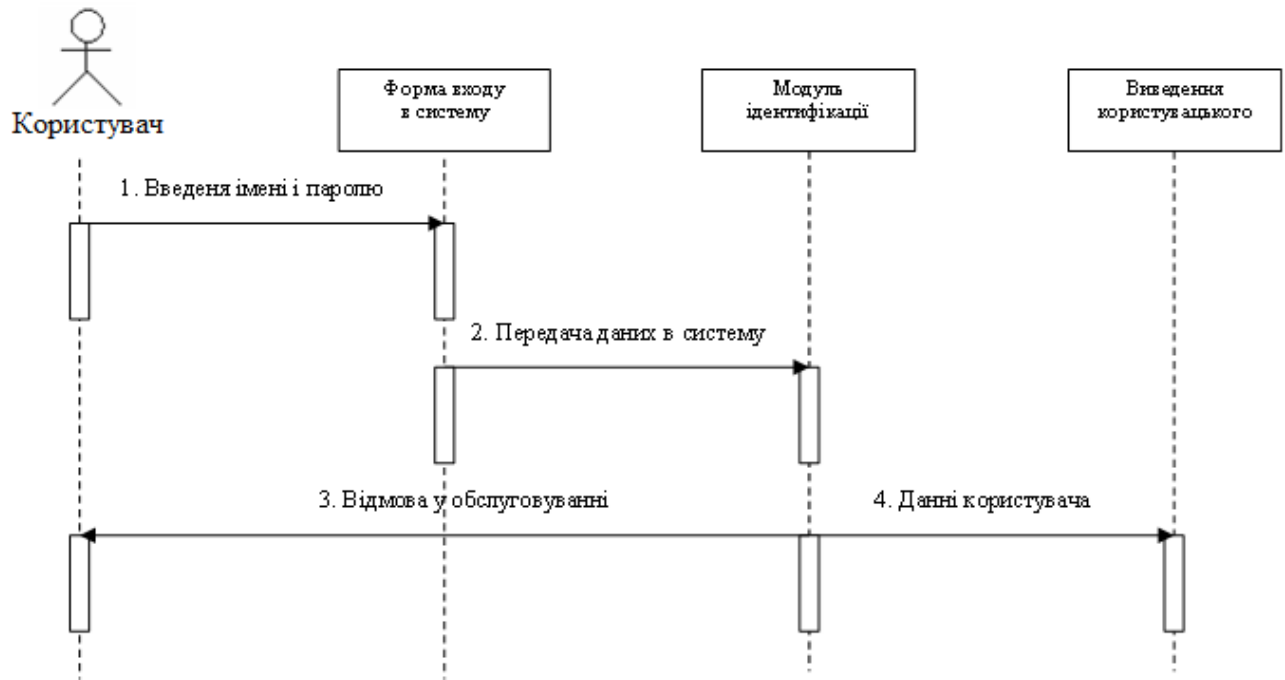 Користувач
Форма входу
в систему
Модуль
ідентифікації
Виведення
користувацького
1. Введеня імені і паролю
2. Передача даних в систему
3. Відмова у обслуговуванні
4. Данні користувача